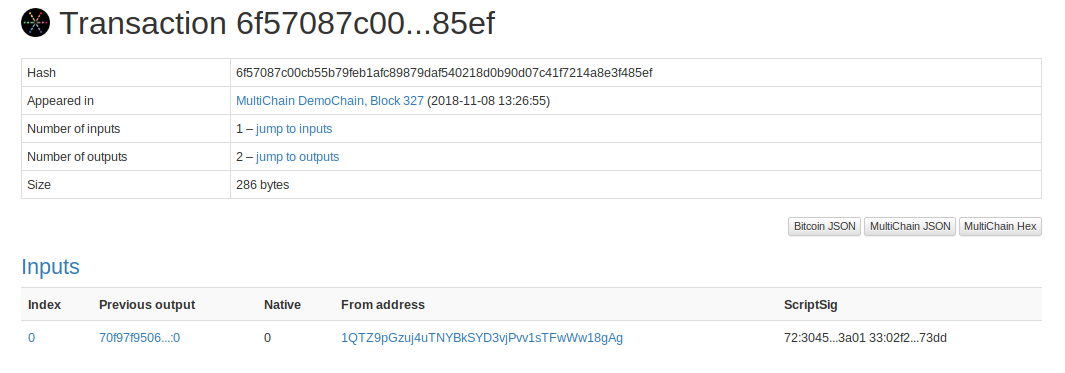 Transaction 6f57087c00...85ef
Hash 6f57087c00cb55b79feb1afc89879daf540218d0b90d07c41f7214a8e3f485ef
Appeared in MultiChain DemoChain, Block 327 (2018-11-08 13:26:55)
Number of inputs 1 – jump to inputs
Number of outputs 2 – jump to outputs
Size 286 bytes
Bitcoin JSON MultiChain JSON MultiChain Hex
Inputs
Index Previous output Native From address ScriptSig
0 70f97f9506...:0 0 1QTZ9pGzuj4uTNYBkSYD3vjPvv1sTFwWw18gAg 72:3045...3a01 33:02f2...73dd